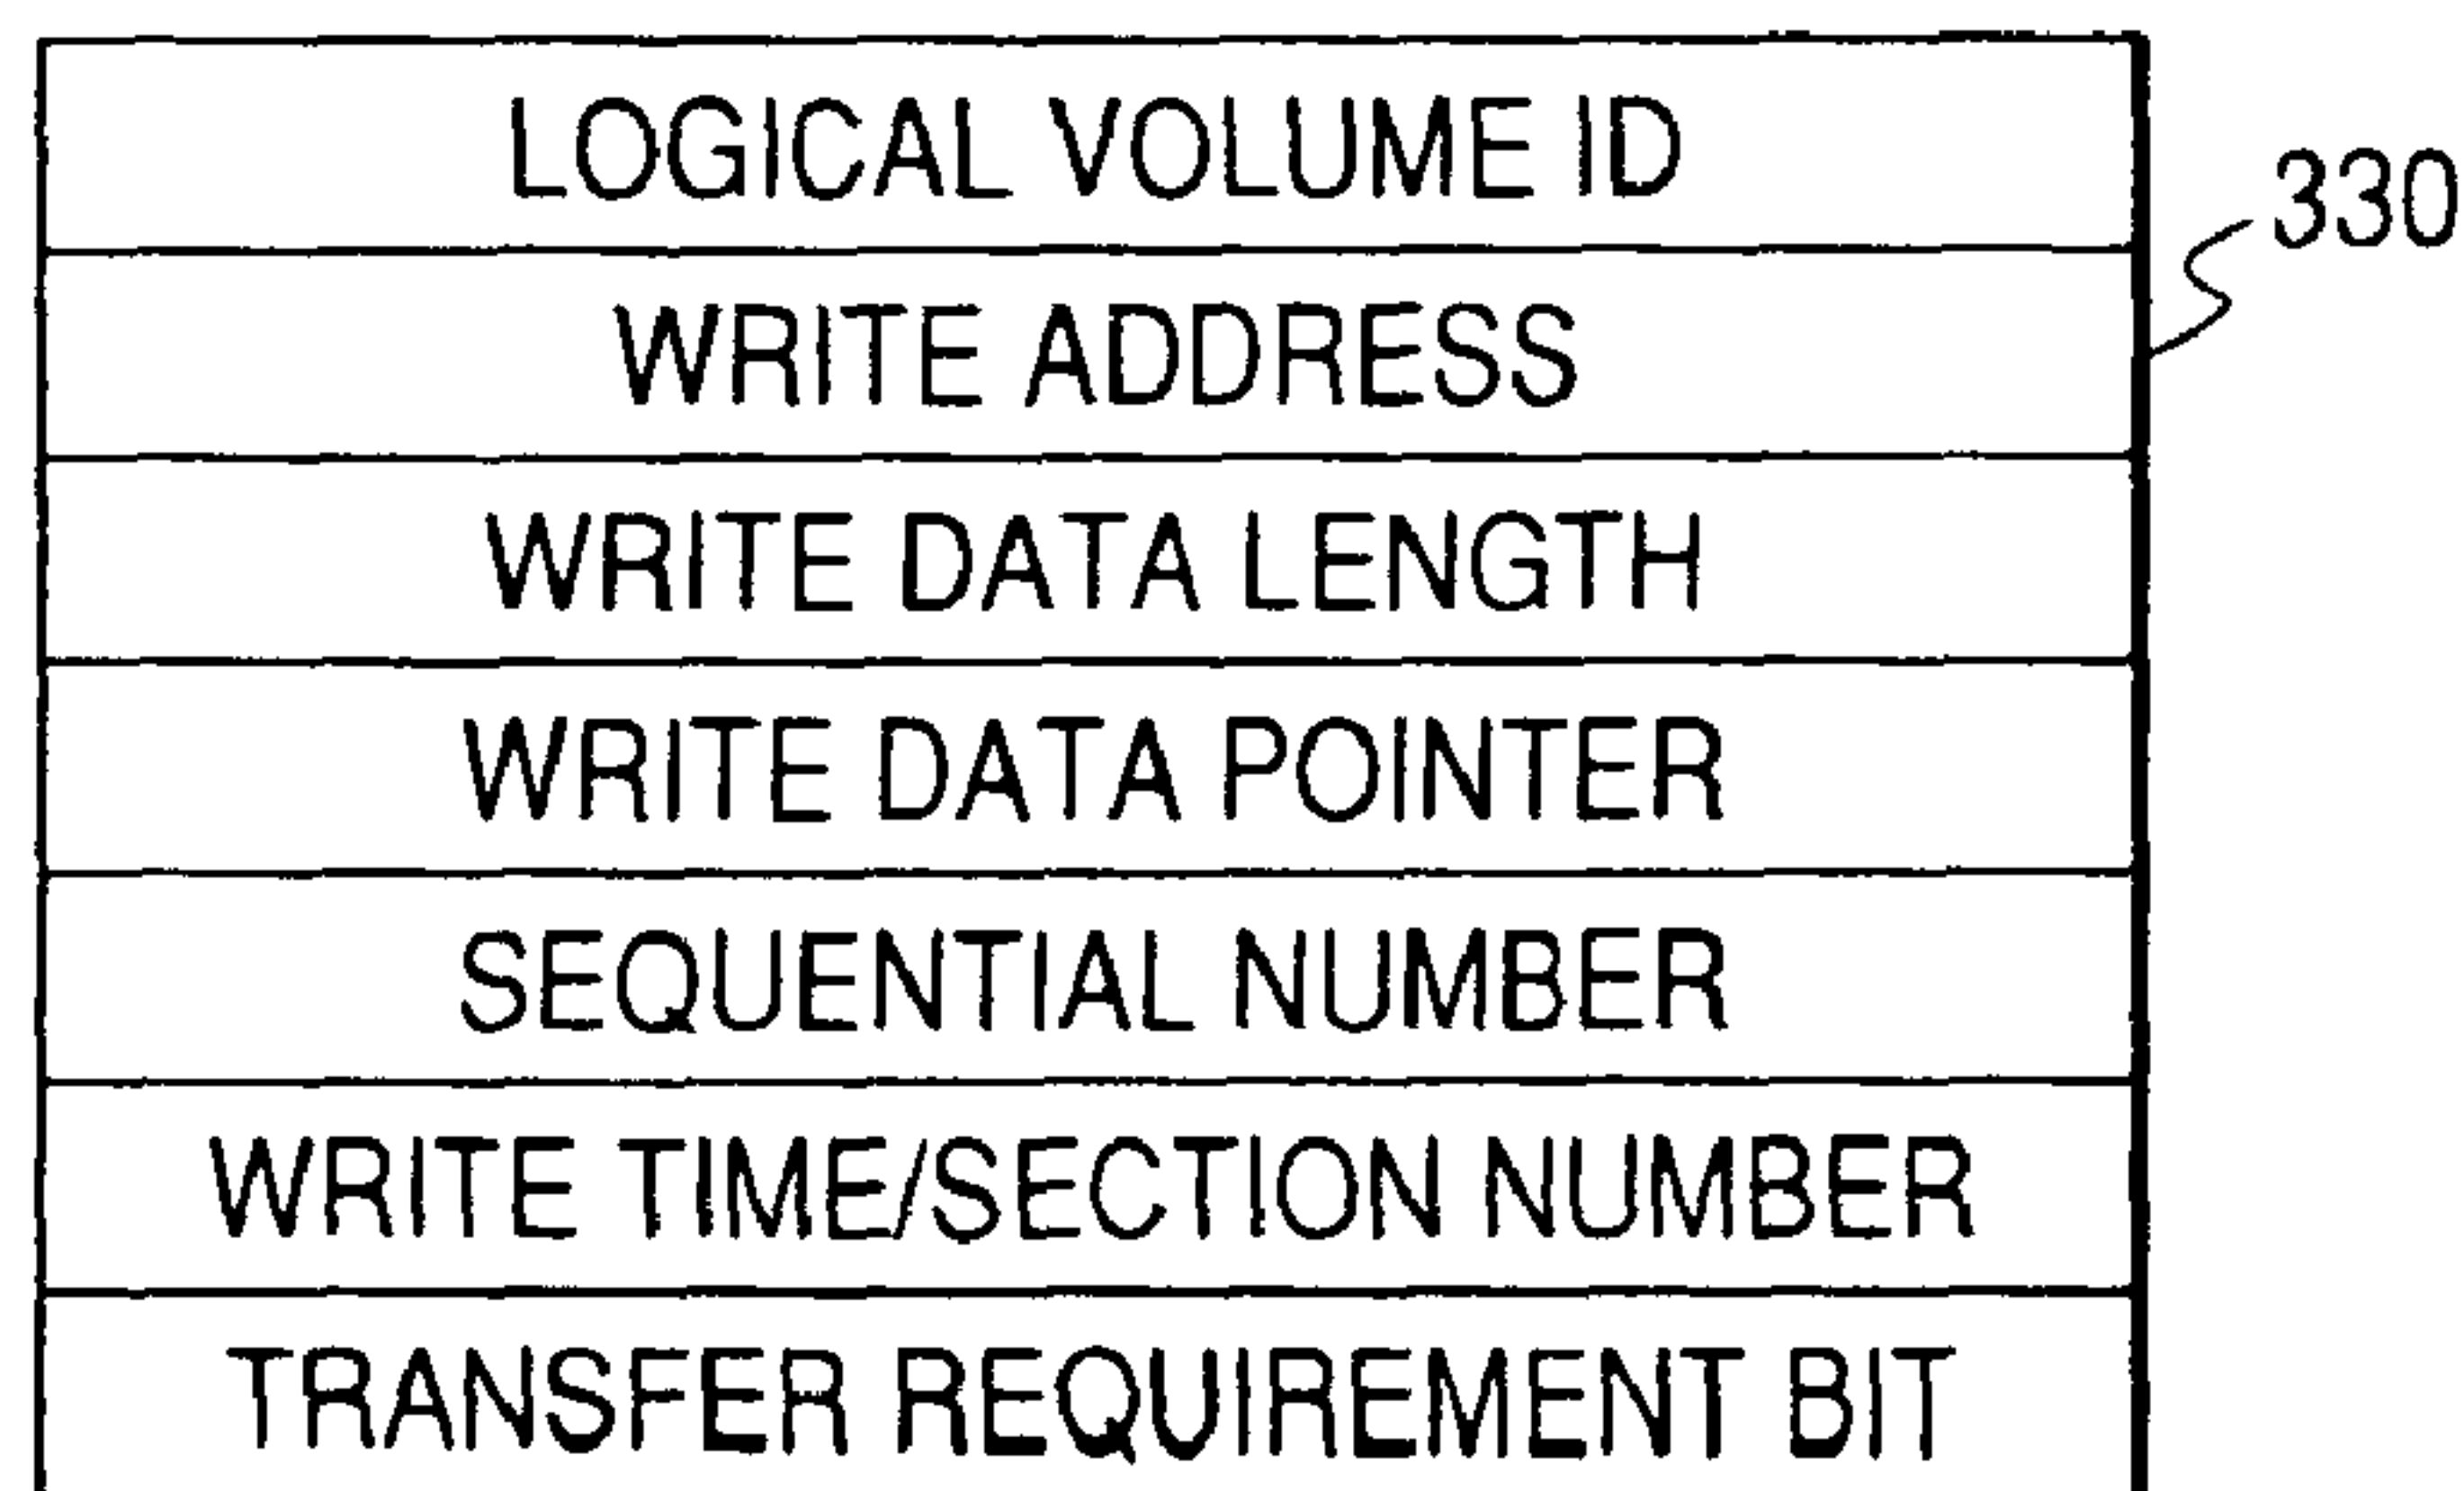 LOGICAL VOLUME ID
330
WRITE ADDRESS
WRITE DATA LENGTH
WRITE DATA POINTER
SEQUENTIAL NUMBER
WRITE TIME/SECTION NUMBER
TRANSFER REQUIREMENT BIT